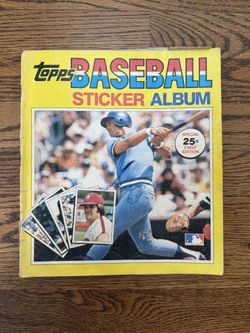 Topps BASEBALL
STICKER ALBUM
SPECIAL
25¢
FIRST
EDITION